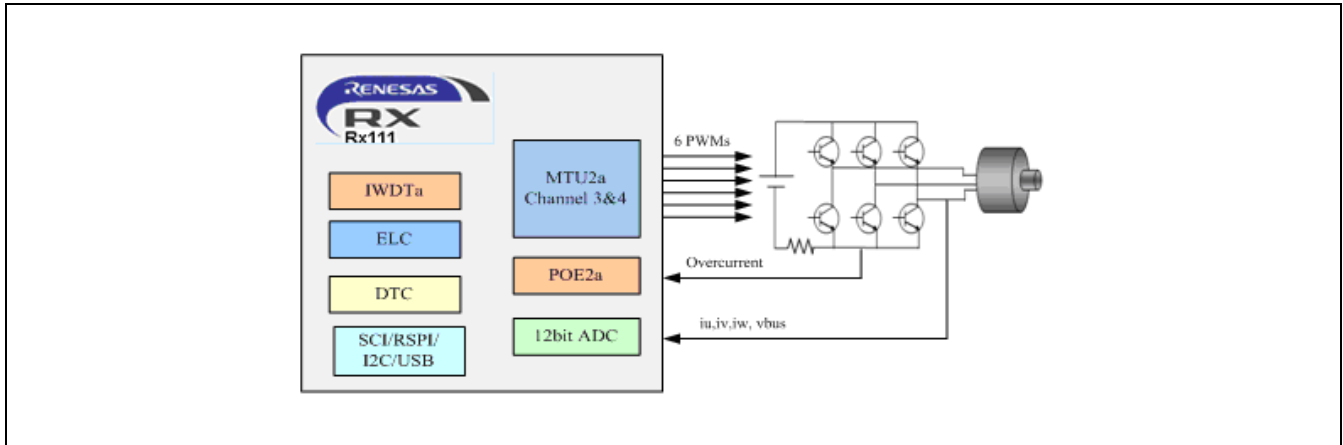 RENESAS
RX
Rx111
IWDTa
ELC
DTC
SCI/RSPI/
I2C/USB
MTU2a
Channel 3&4
POE2a
12bit ADC
6 PWMs
Overcurrent
iu,iv,iw, vbus